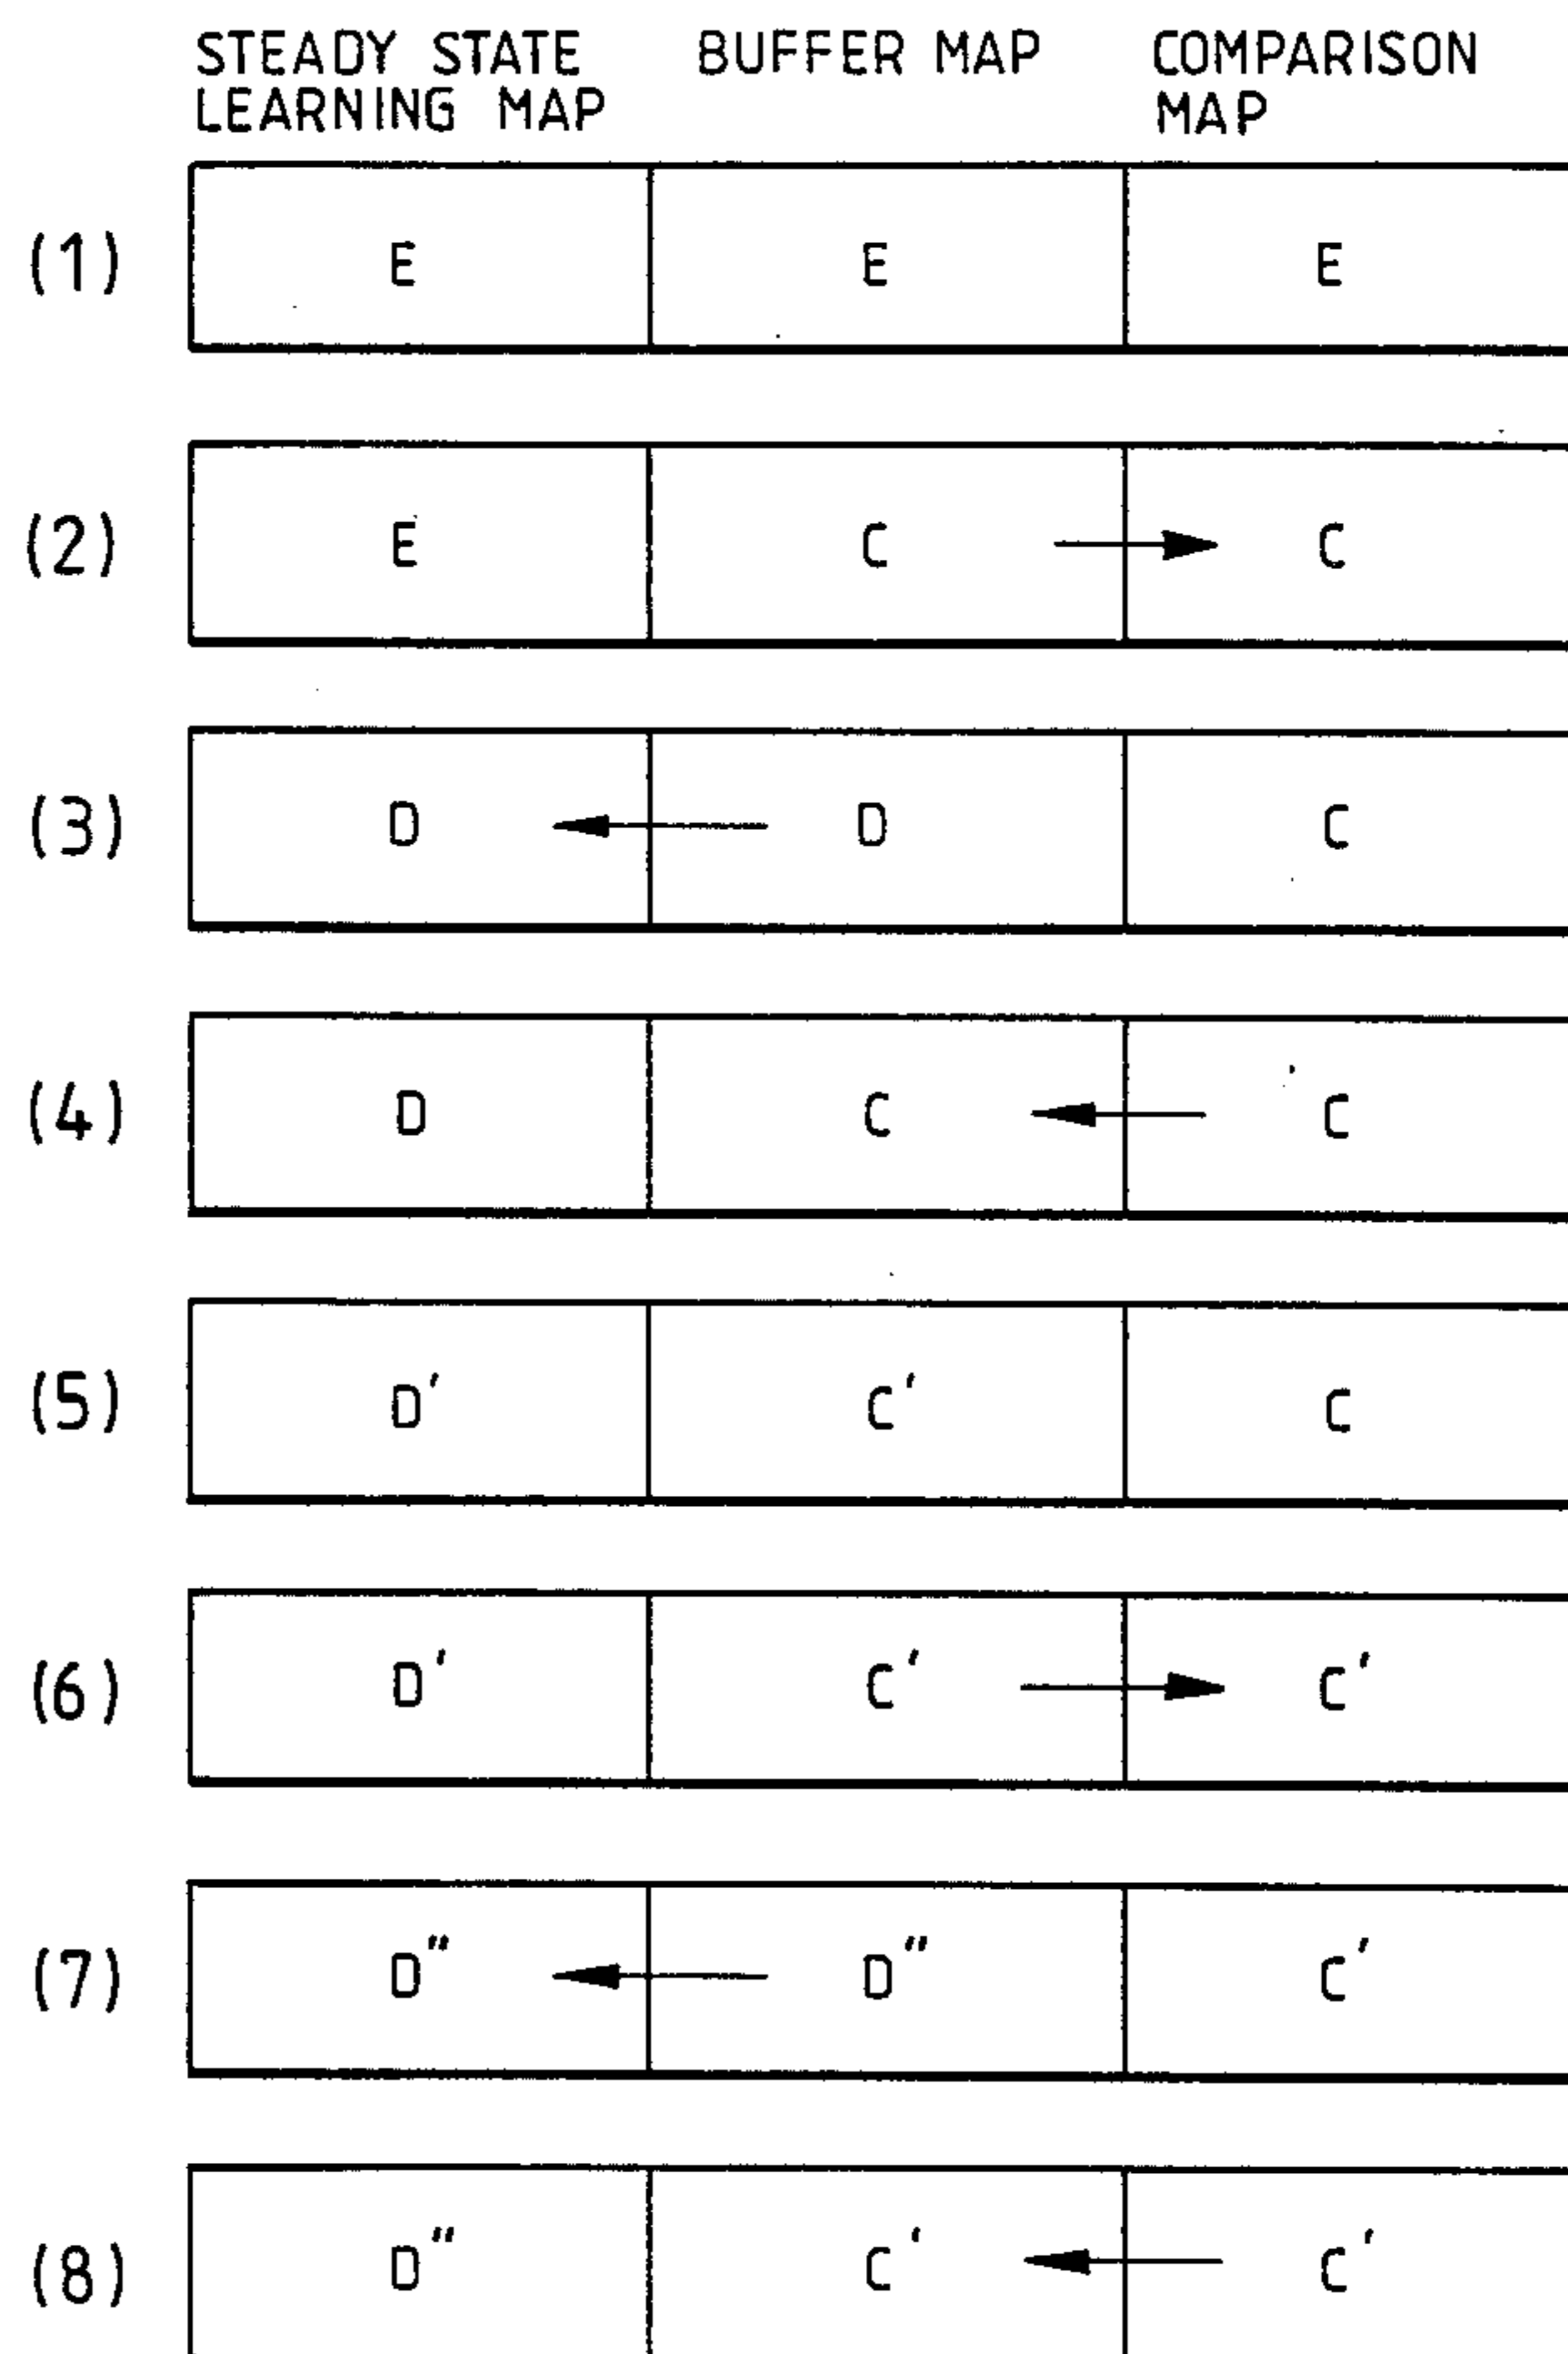 STEADY STATE LEARNING MAP BUFFER MAP COMPARISON MAP
(1) E E E
(2) E C C
(3) D D C
(4) D C C
(5) D' C' C
(6) D' C' C'
(7) D" D" C'
(8) D" C' C'